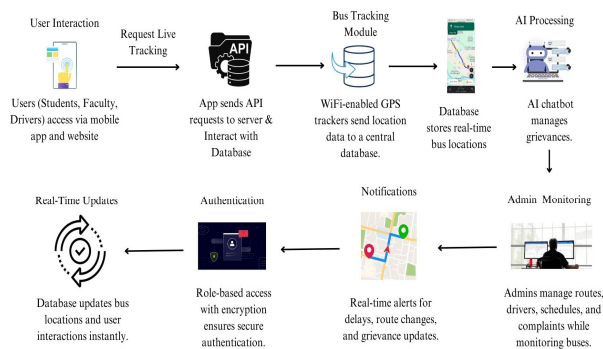 User Interaction
Request Live
Tracking
API
Bus Tracking
Module
AI Processing
Users (Students, Faculty,
Drivers) access via mobile
app and website
App sends API
requests to server &
Interact with
Database
WiFi-enabled GPS
trackers send location
data to a central
database.
Database
stores real-time
bus locations
AI chatbot
manages
grievances.
Real-Time Updates
Authentication
Notifications
Admin Monitoring
Database updates bus
locations and user
interactions instantly.
Role-based access
with encryption
ensures secure
authentication.
Real-time alerts for
delays, route changes,
and grievance updates.
Admins manage routes,
drivers, schedules, and
complaints while
monitoring buses.